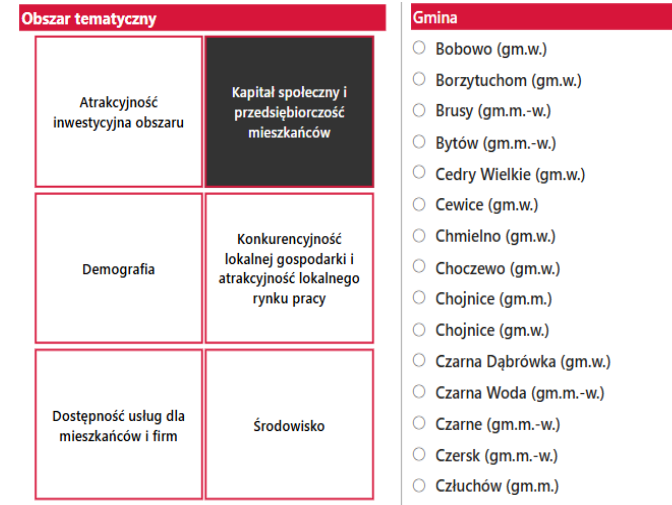 Obszar tematyczny
Atrakcyjność
inwestycyjna obszaru
Kapitał społeczny i
przedsiębiorczość
mieszkańców
Demografia
Konkurencyjność
lokalnej gospodarki i
atrakcyjność lokalnego
rynku pracy
Dostępność usług dla
mieszkańców i firm
Środowisko
Gmina
Bobowo (gm.w.)
Borzytuchom (gm.w.)
Brusy (gm.m.-w.)
Bytów (gm.m.-w.)
Cedry Wielkie (gm.w.)
Cewice (gm.w.)
Chmielno (gm.w.)
Choczewo (gm.w.)
Chojnice (gm.m.)
Chojnice (gm.w.)
Czarna Dąbrówka (gm.w.)
Czarna Woda (gm.m.-w.)
Czarne (gm.m.-w.)
Czersk (gm.m.-w.)
Człuchów (gm.m.)